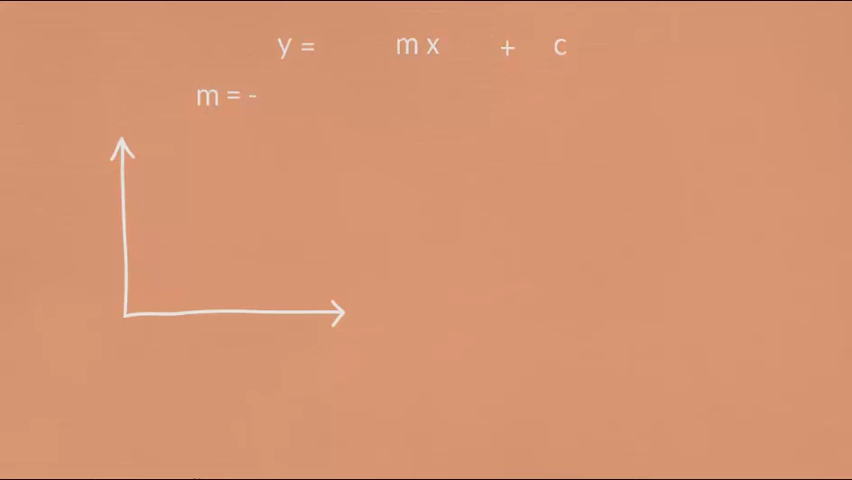 y = m x + c
m = -